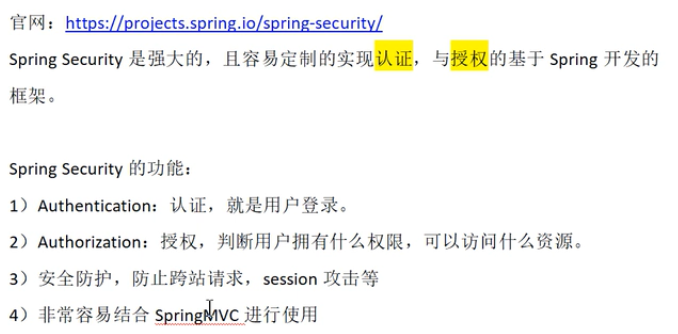 官网：https://projects.spring.io/spring-security/
Spring Security 是强大的，且容易定制的实现认证，与授权的基于 Spring 开发的
框架。
Spring Security 的功能：
1）Authentication：认证，就是用户登录。
2）Authorization：授权，判断用户拥有什么权限，可以访问什么资源。
3）安全防护，防止跨站请求，session 攻击等
4）非常容易结合 SpringMVC 进行使用